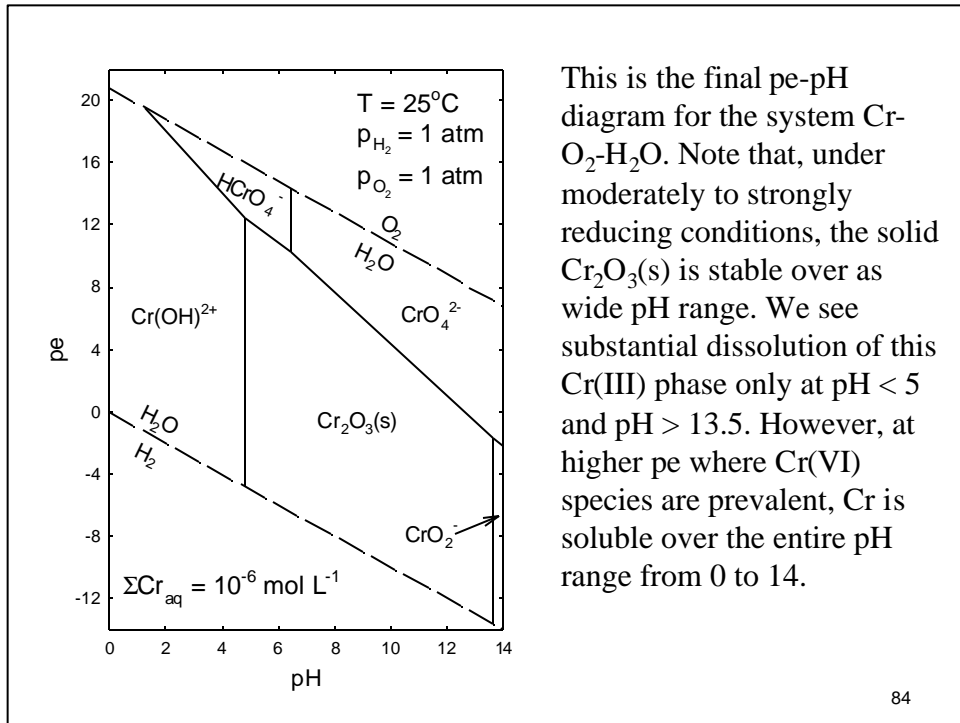 20
16
12
8
4
0
-4
-8
-12
pe
0
2
4
6
8
10
12
14
pH
T = 25°C
p_H₂ = 1 atm
p_O₂ = 1 atm
HCrO₄⁻
O₂
H₂O
Cr(OH)²⁺
CrO₄²⁻
H₂O
H₂
Cr₂O₃(s)
CrO₂⁻
ΣCr_aq = 10⁻⁶ mol L⁻¹
This is the final pe-pH
diagram for the system Cr-
O₂-H₂O. Note that, under
moderately to strongly
reducing conditions, the solid
Cr₂O₃(s) is stable over as
wide pH range. We see
substantial dissolution of this
Cr(III) phase only at pH < 5
and pH > 13.5. However, at
higher pe where Cr(VI)
species are prevalent, Cr is
soluble over the entire pH
range from 0 to 14.
84